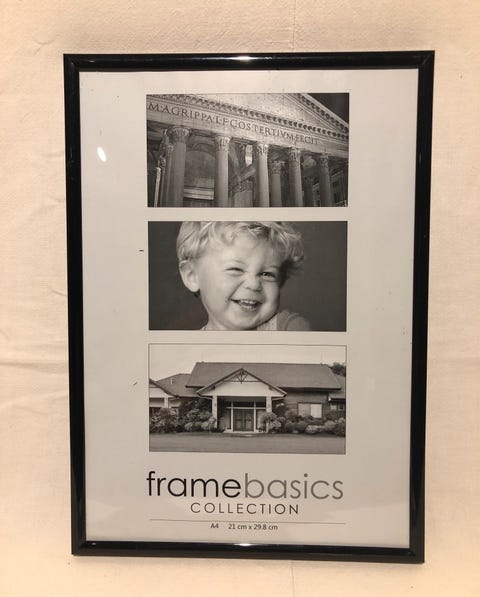 M·AGRIPPA·L·F·COS·TERTIVM·FECIT
framebasics
COLLECTION
A4 21 cm x 29.8 cm